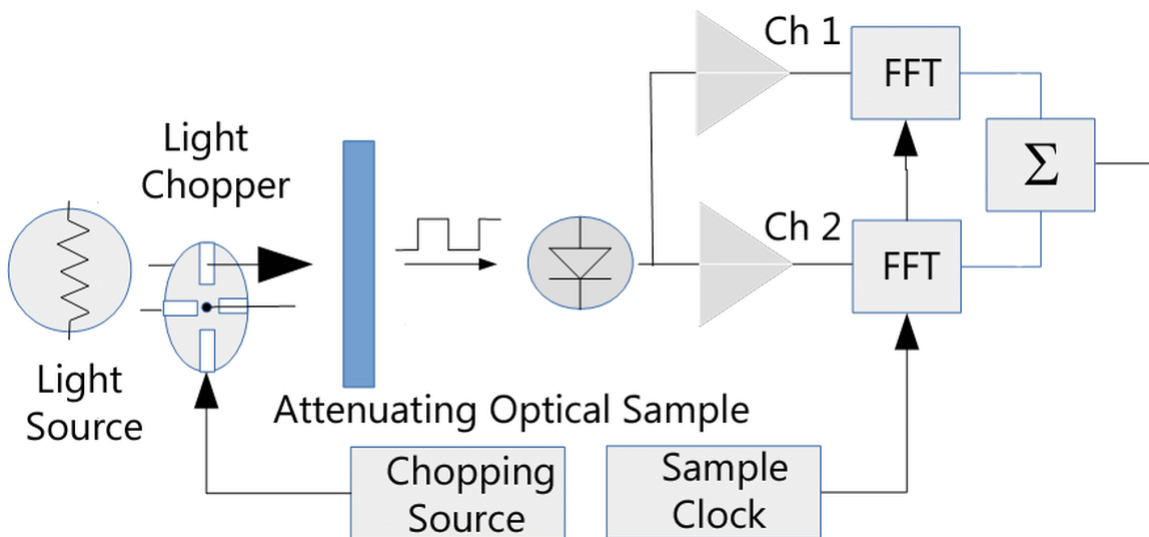 Ch 1
FFT
Light
Chopper
Σ
Ch 2
FFT
Light
Source
Attenuating Optical Sample
Chopping
Source
Sample
Clock